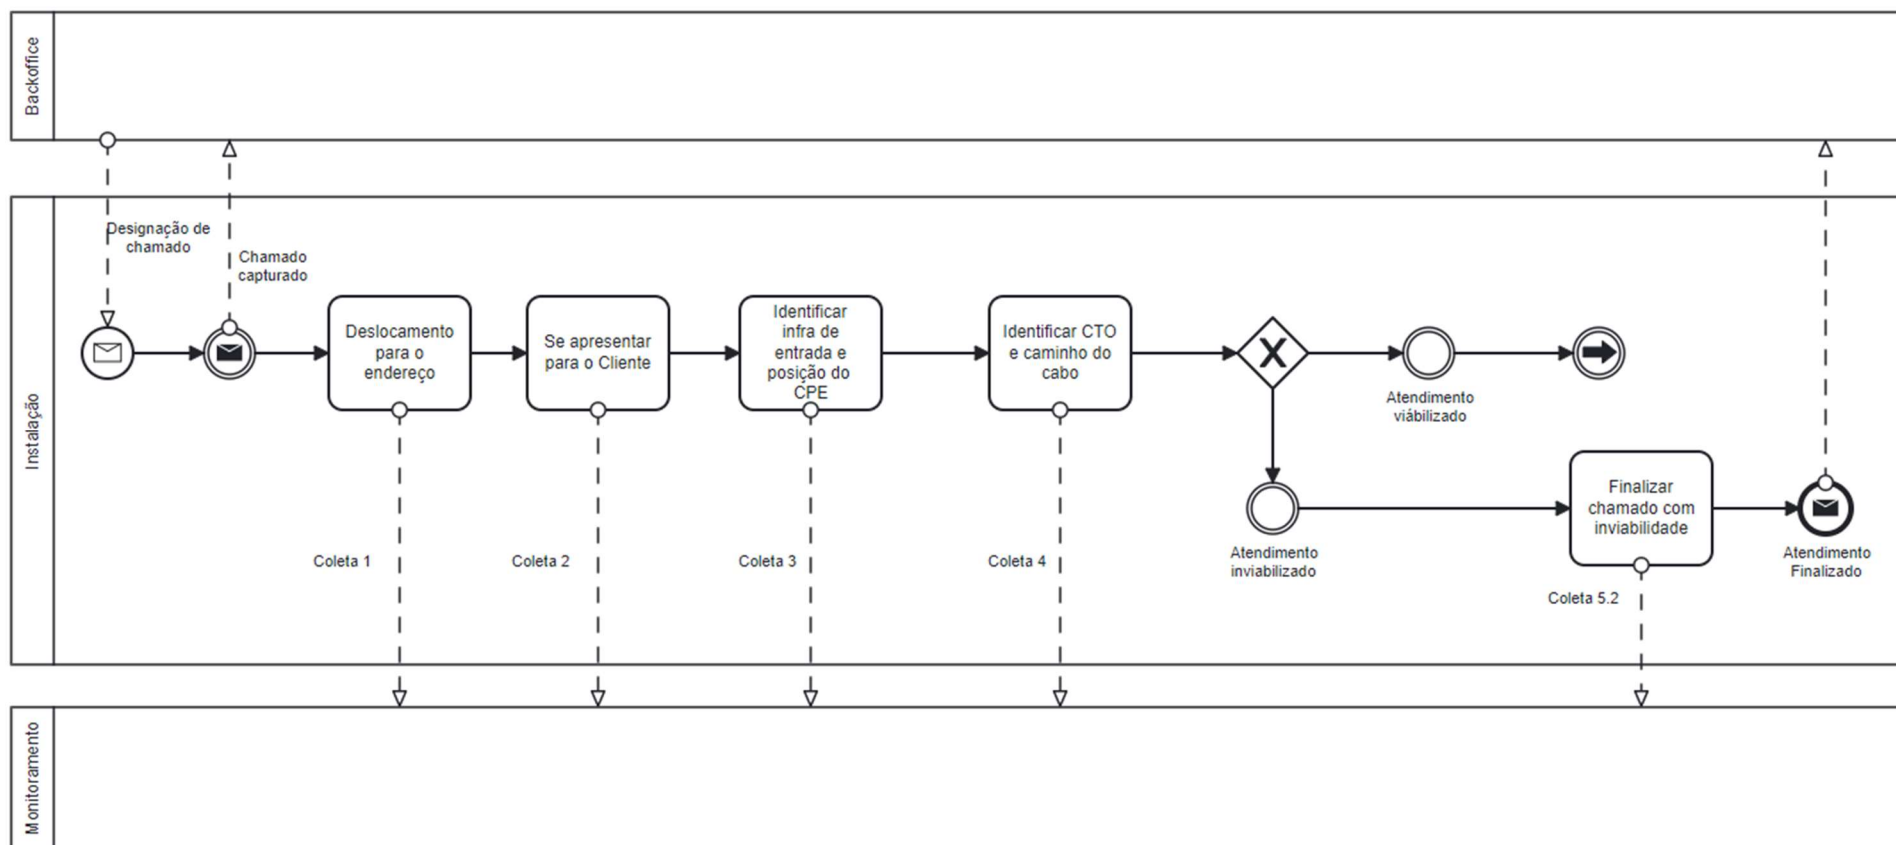 Backoffice
Designação de
chamado
Chamado
capturado
Instalação
Deslocamento
para o
endereço
Se apresentar
para o Cliente
Identificar
infra de
entrada e
posição do
CPE
Identificar CTO
e caminho do
cabo
Atendimento
viábilizado
Atendimento
inviabilizado
Finalizar
chamado com
inviabilidade
Atendimento
Finalizado
Coleta 1
Coleta 2
Coleta 3
Coleta 4
Coleta 5.2
Monitoramento